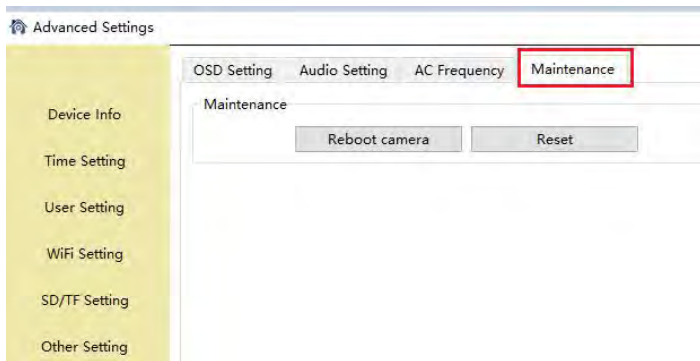 Advanced Settings
OSD Setting Audio Setting AC Frequency Maintenance
Maintenance
Reboot camera Reset
Device Info
Time Setting
User Setting
WiFi Setting
SD/TF Setting
Other Setting